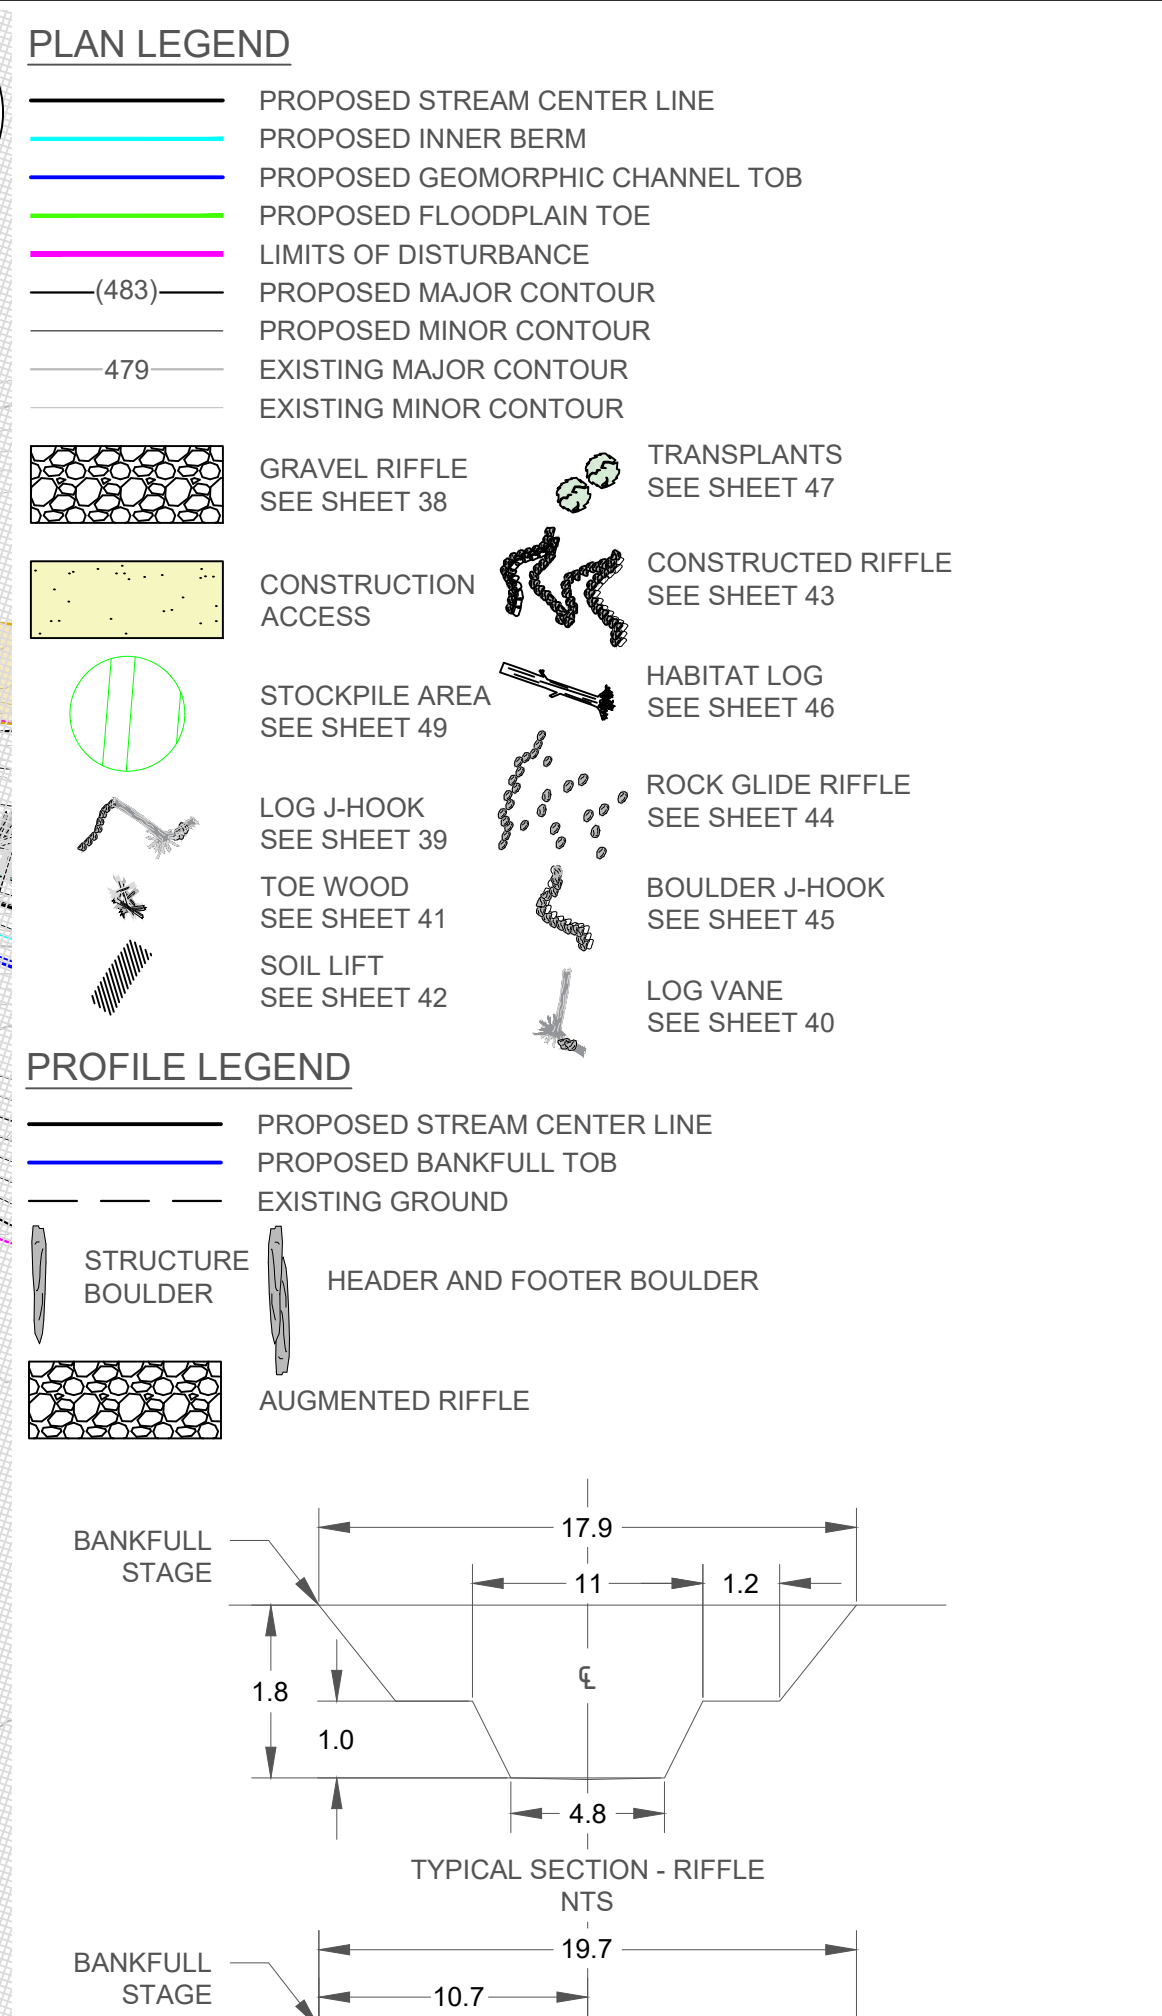 PLAN LEGEND
PROPOSED STREAM CENTER LINE
PROPOSED INNER BERM
PROPOSED GEOMORPHIC CHANNEL TOB
PROPOSED FLOODPLAIN TOE
LIMITS OF DISTURBANCE
(483)
PROPOSED MAJOR CONTOUR
PROPOSED MINOR CONTOUR
479
EXISTING MAJOR CONTOUR
EXISTING MINOR CONTOUR
GRAVEL RIFFLE
SEE SHEET 38
CONSTRUCTION
ACCESS
STOCKPILE AREA
SEE SHEET 49
LOG J-HOOK
SEE SHEET 39
TOE WOOD
SEE SHEET 41
SOIL LIFT
SEE SHEET 42
TRANSPLANTS
SEE SHEET 47
CONSTRUCTED RIFFLE
SEE SHEET 43
HABITAT LOG
SEE SHEET 46
ROCK GLIDE RIFFLE
SEE SHEET 44
BOULDER J-HOOK
SEE SHEET 45
LOG VANE
SEE SHEET 40
PROFILE LEGEND
PROPOSED STREAM CENTER LINE
PROPOSED BANKFULL TOB
EXISTING GROUND
STRUCTURE
BOULDER
HEADER AND FOOTER BOULDER
AUGMENTED RIFFLE
17.9
BANKFULL
STAGE
11
1.2
℄
1.8
1.0
4.8
TYPICAL SECTION - RIFFLE
NTS
19.7
BANKFULL
STAGE
10.7